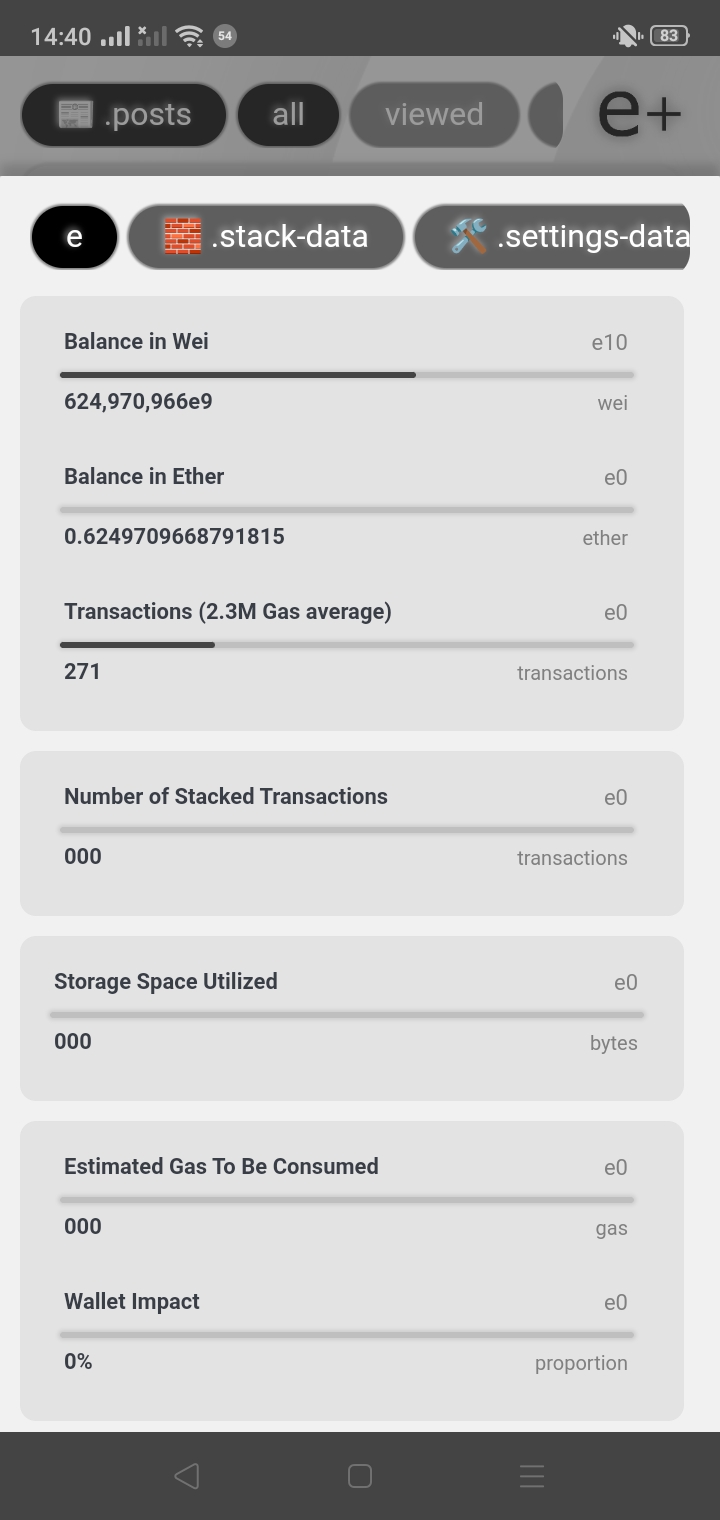 14:40 54 83
.posts all viewed e+
e .stack-data .settings-data
Balance in Wei e10
624,970,966e9 wei
Balance in Ether e0
0.6249709668791815 ether
Transactions (2.3M Gas average) e0
271 transactions
Number of Stacked Transactions e0
000 transactions
Storage Space Utilized e0
000 bytes
Estimated Gas To Be Consumed e0
000 gas
Wallet Impact e0
0% proportion